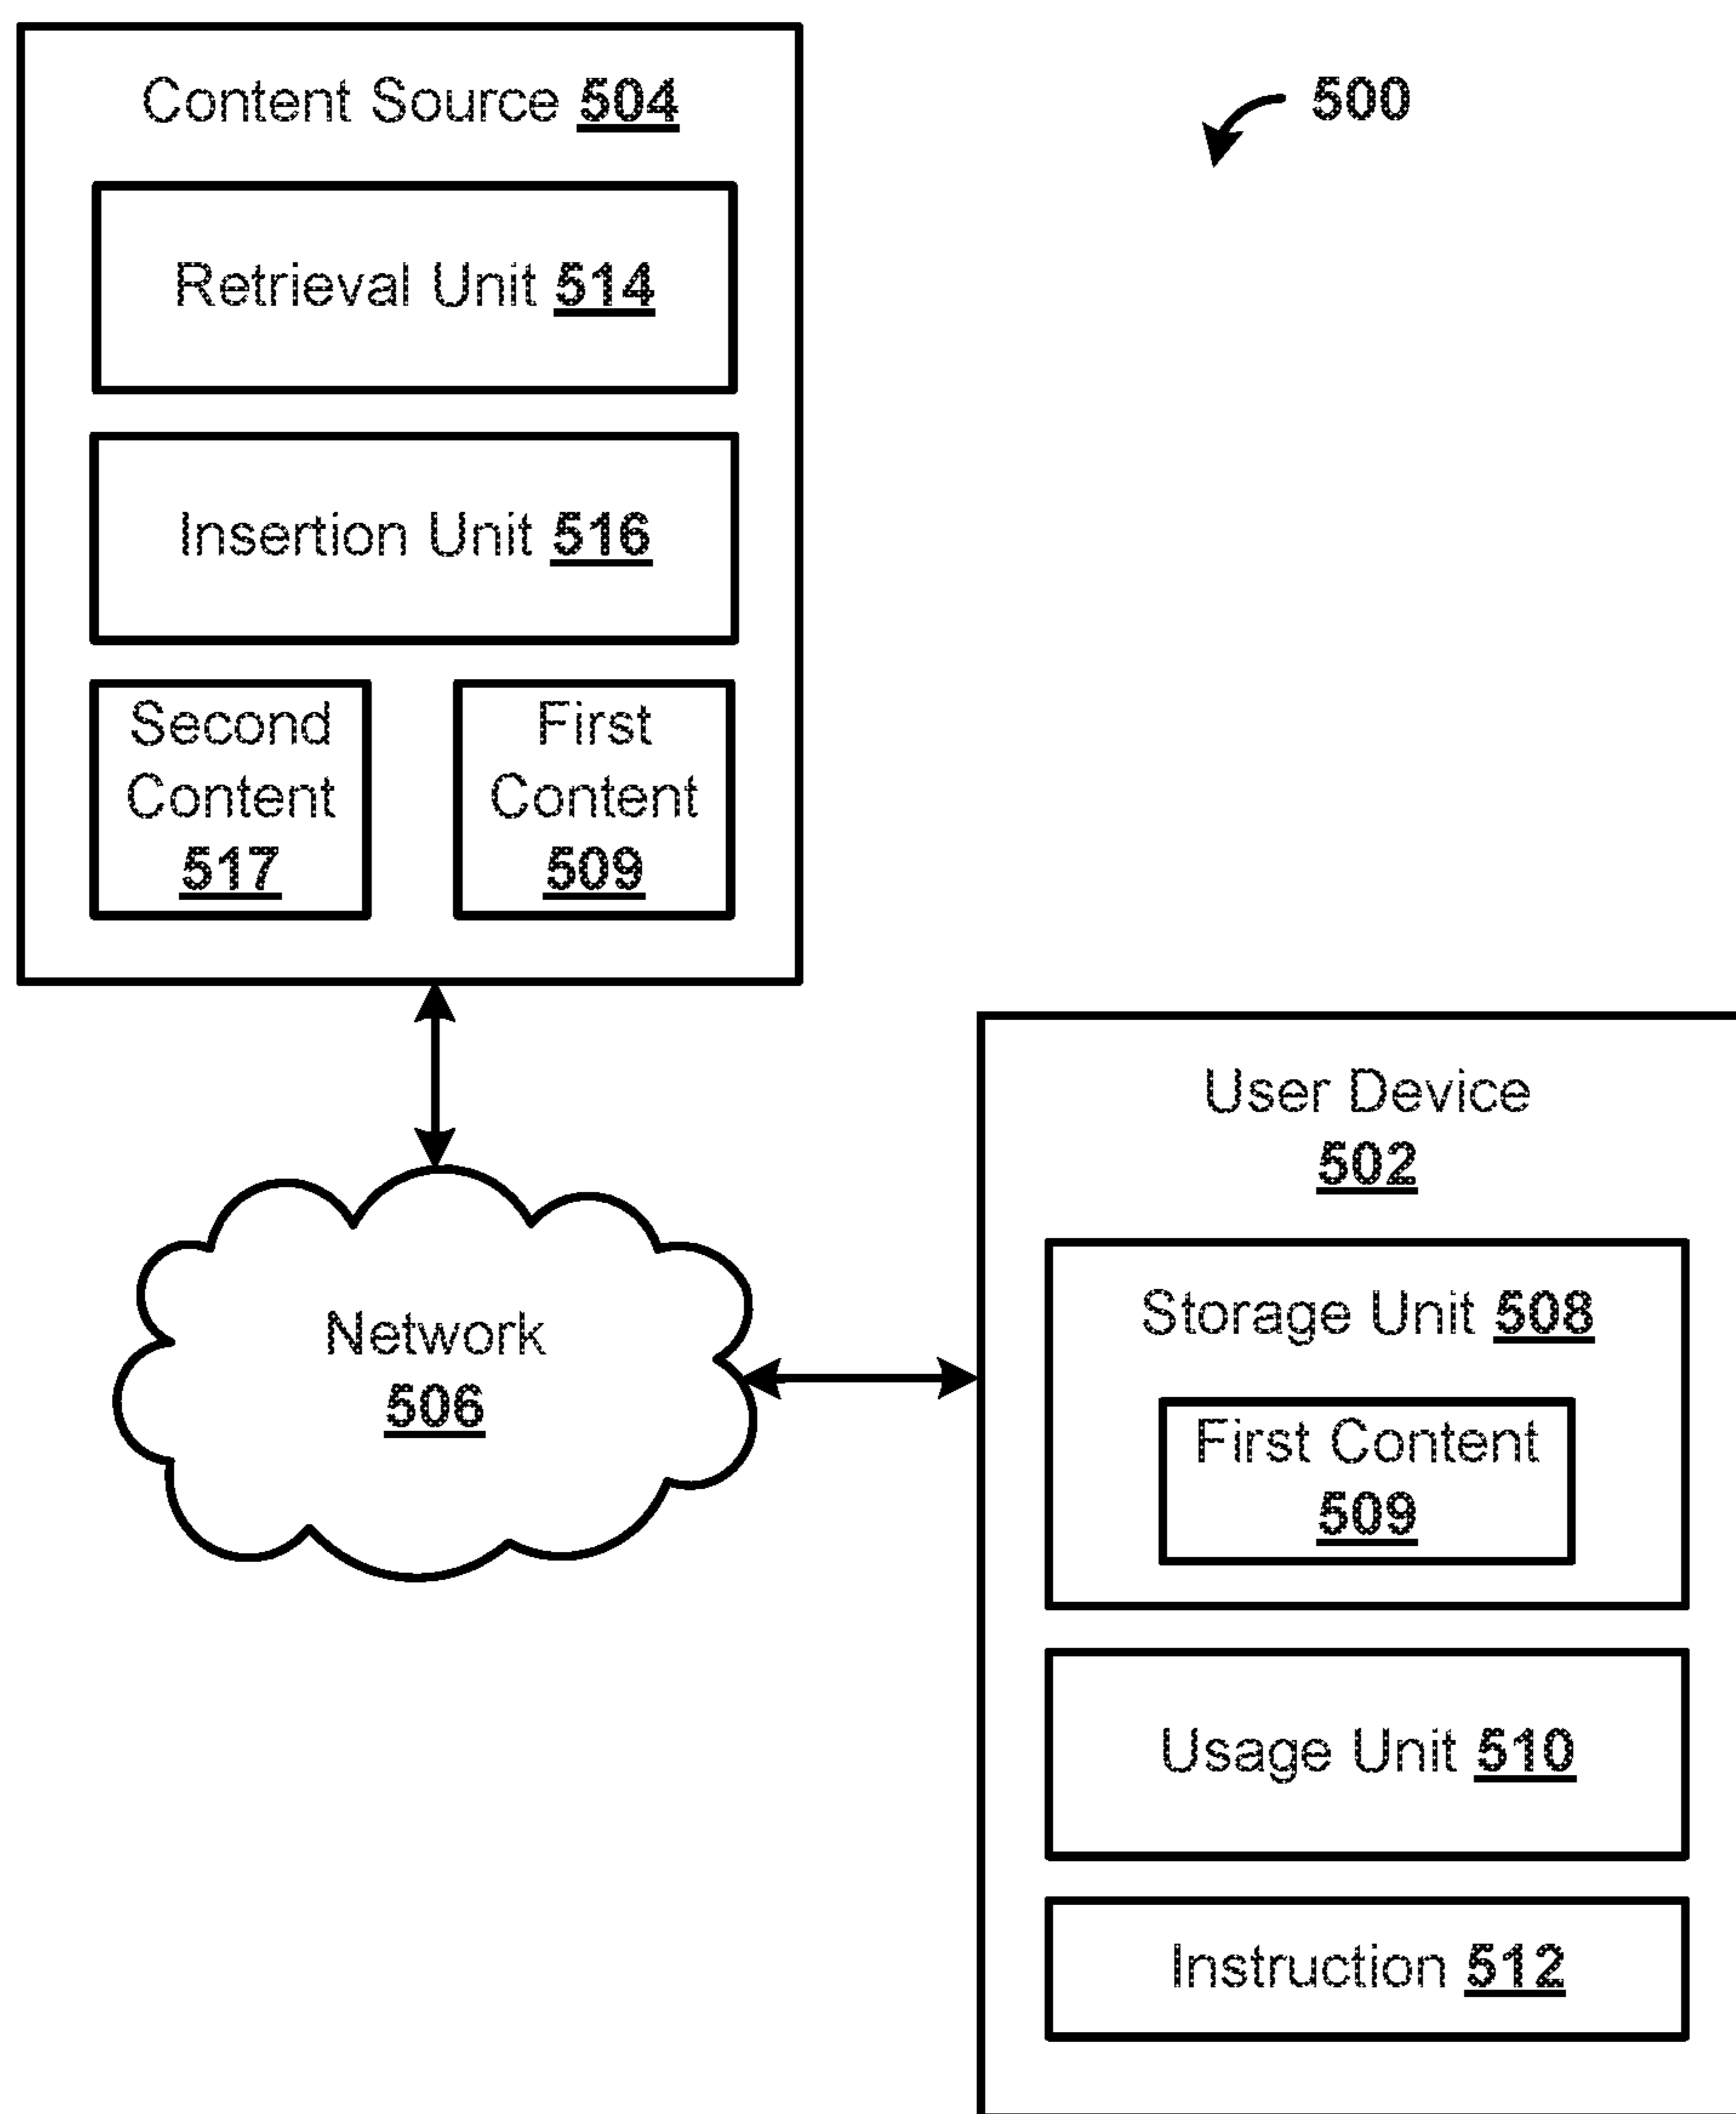 Content Source 504
500
Retrieval Unit 514
Insertion Unit 516
Second
Content
517
First
Content
509
User Device
502
Network
506
Storage Unit 508
First Content
509
Usage Unit 510
Instruction 512